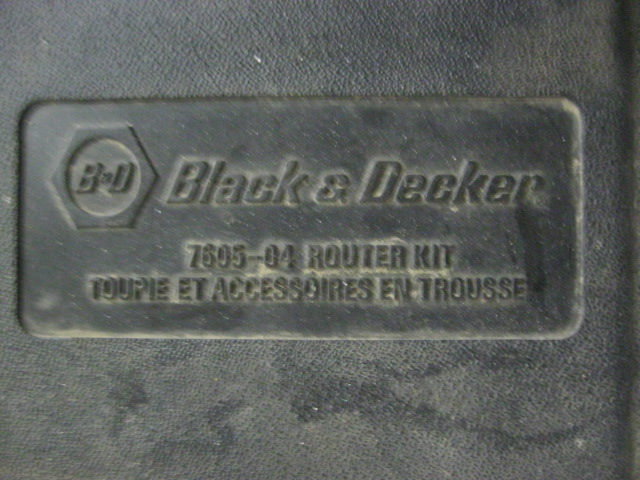 B&D Black & Decker
7605-04 ROUTER KIT
TOUPIE ET ACCESSOIRES EN TROUSSE